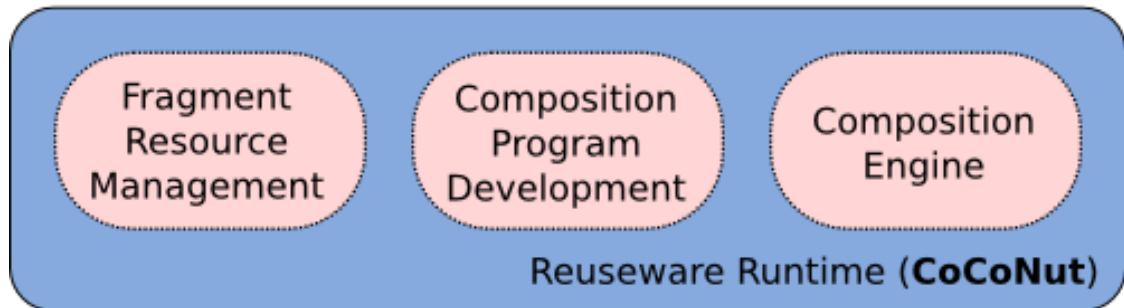 Fragment
Resource
Management
Composition
Program
Development
Composition
Engine
Reuseware Runtime (CoCoNut)